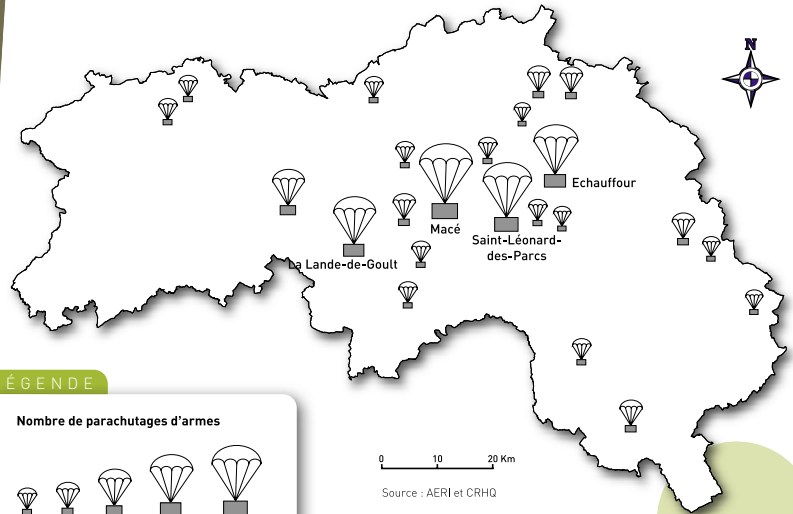 N
Echauffour
Macé
Saint-Léonard-
des-Parcs
La Lande-de-Goult
ÉGENDE
Nombre de parachutages d'armes
0 10 20 Km
Source : AERI et CRHQ